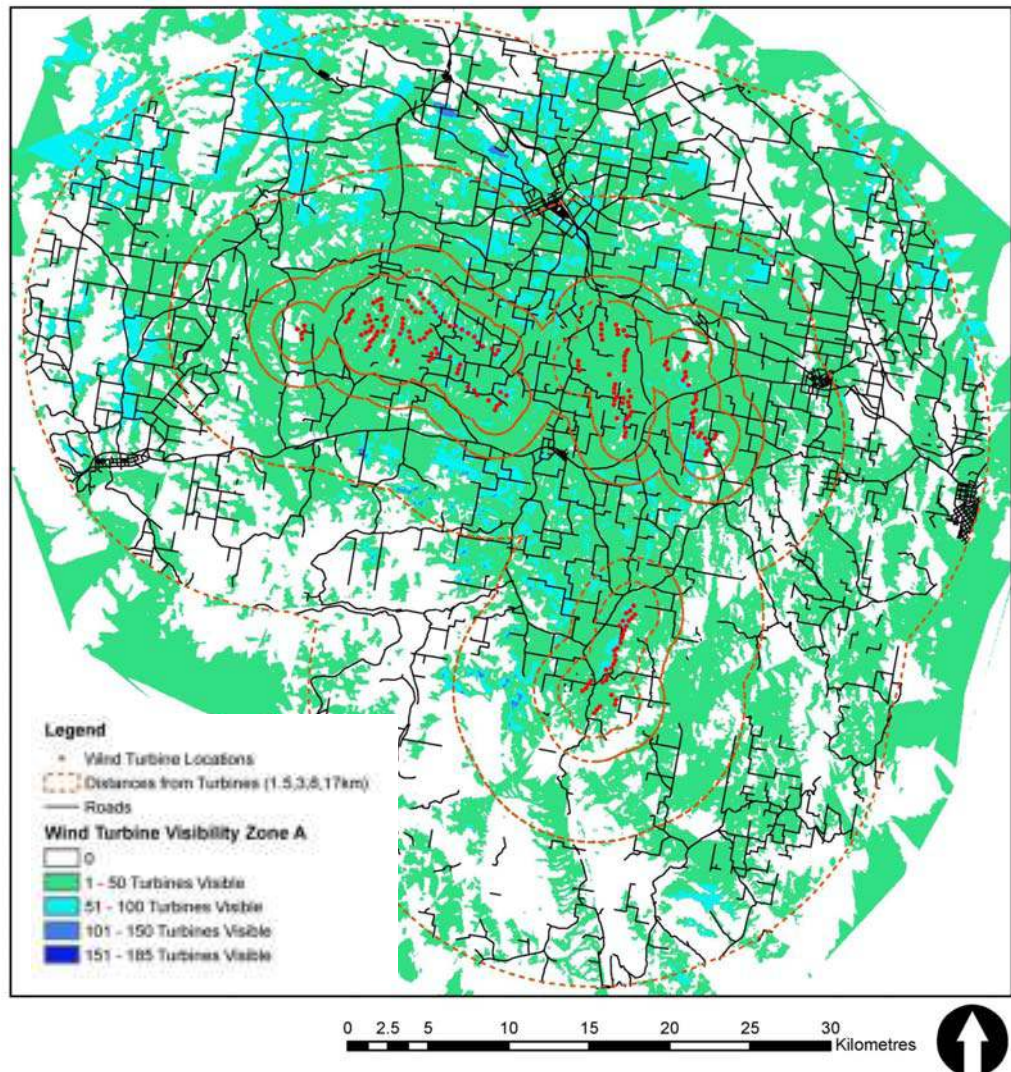 Legend
Wind Turbine Locations
Distances from Turbines (1.5,3,8,17km)
Roads
Wind Turbine Visibility Zone A
0
1 - 50 Turbines Visible
51 - 100 Turbines Visible
101 - 150 Turbines Visible
151 - 185 Turbines Visible
0 2.5 5 10 15 20 25 30
Kilometres